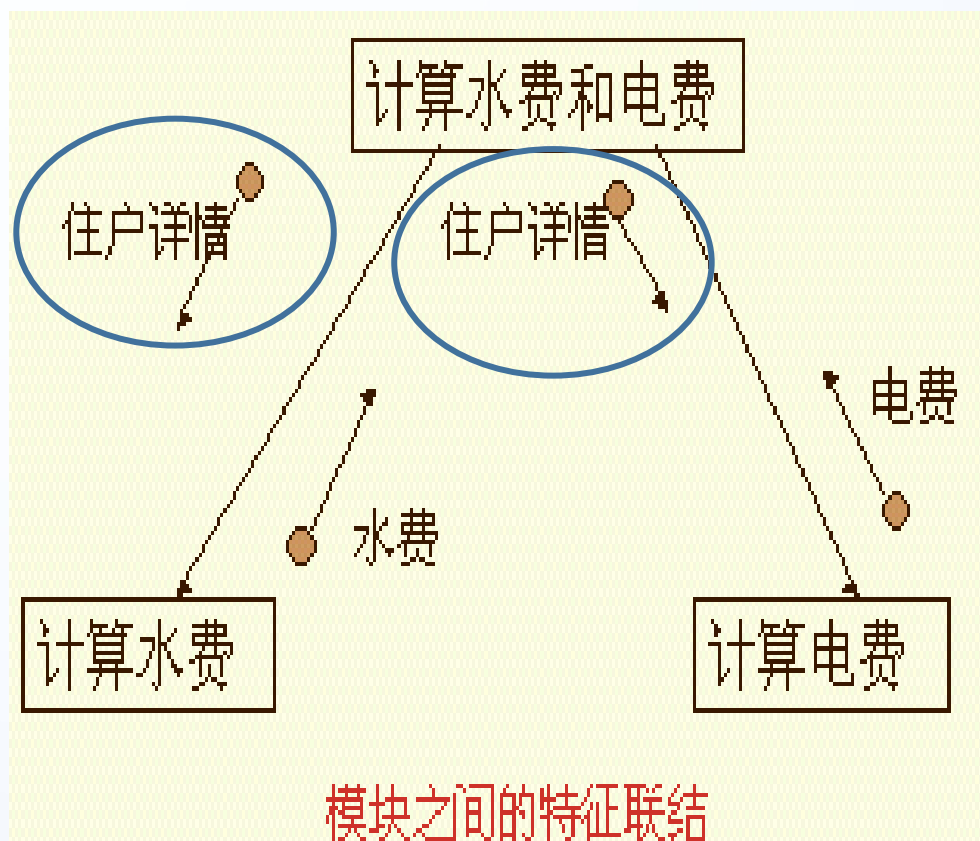 计算水费和电费
住户详情
住户详情
电费
水费
计算水费
计算电费
模块之间的特征联结